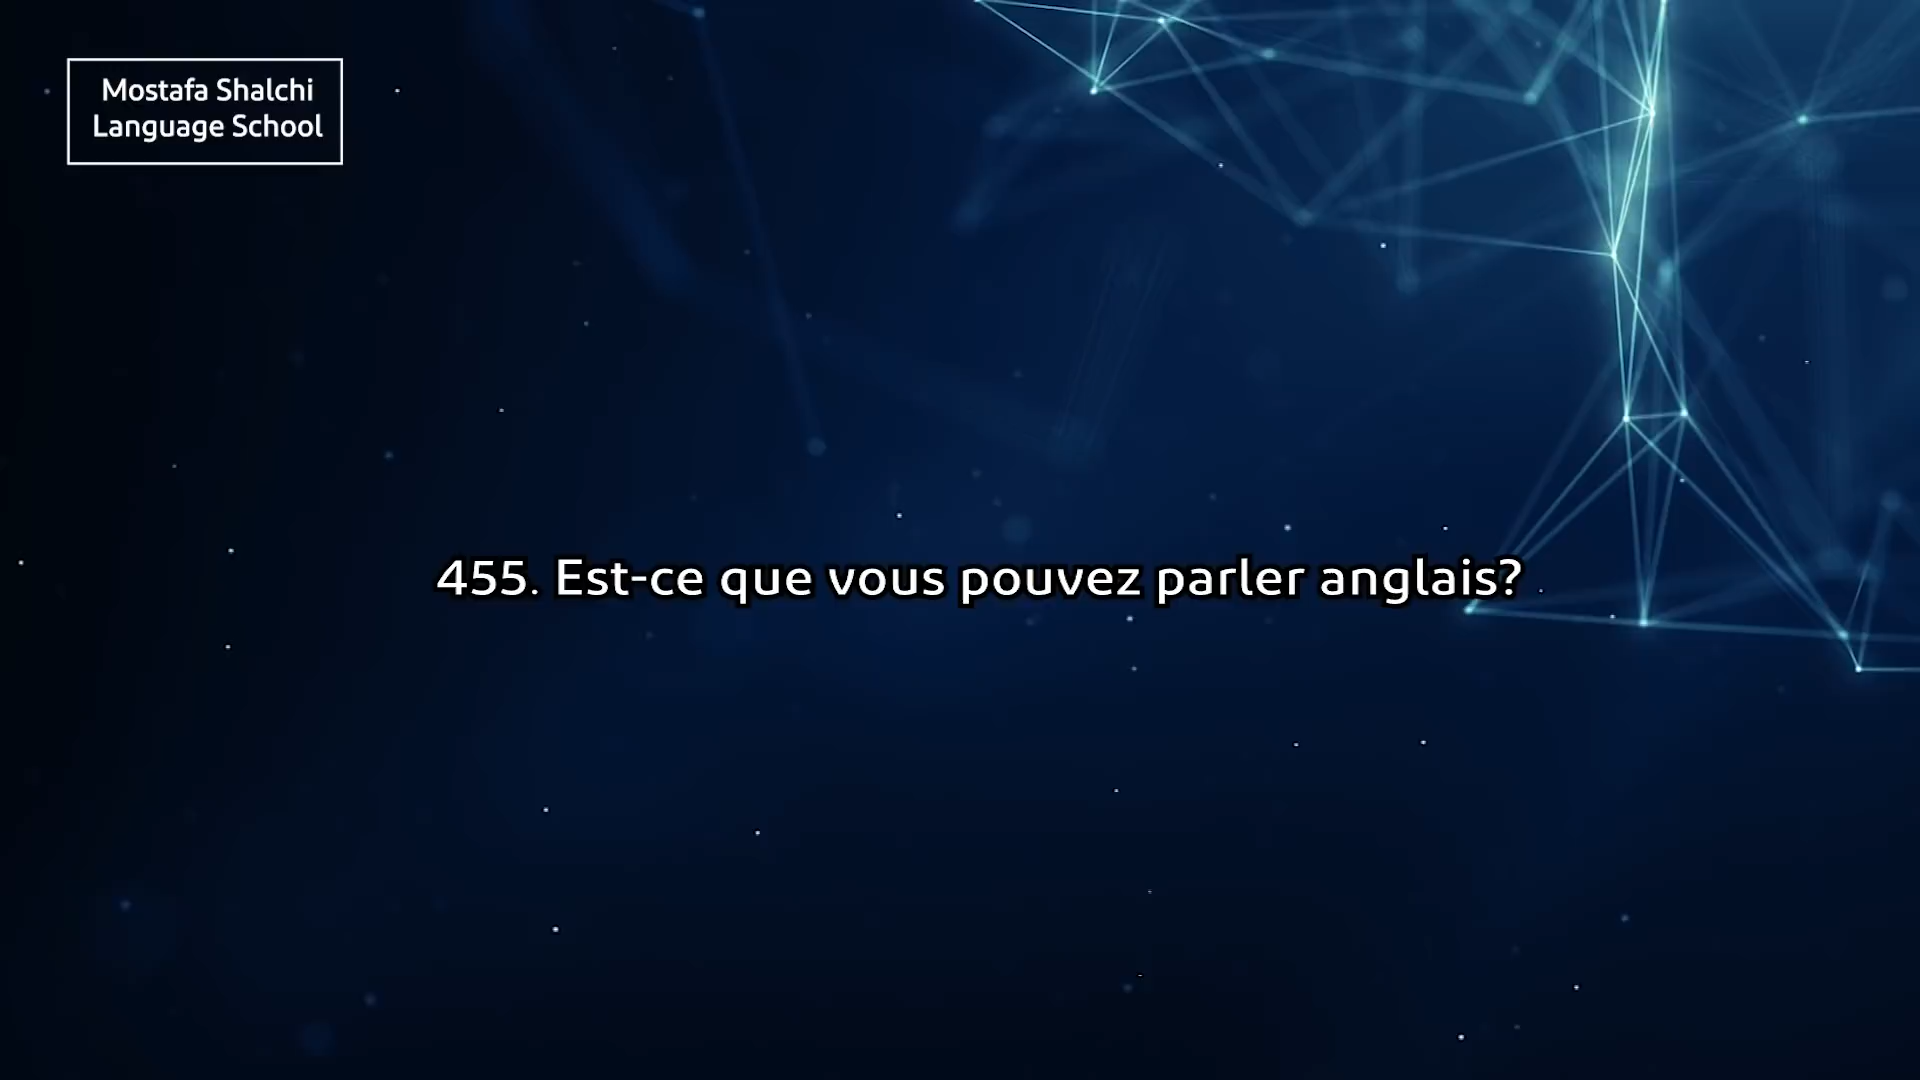 Mostafa Shalchi
Language School
455. Est-ce que vous pouvez parler anglais?